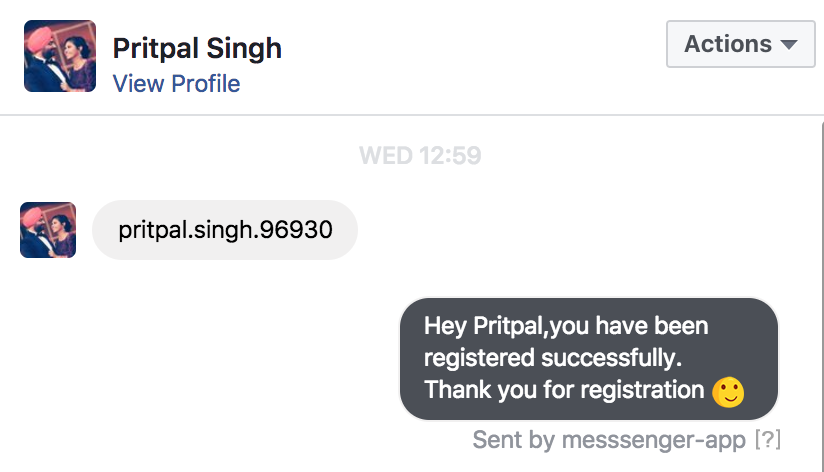 Pritpal Singh
View Profile
Actions
WED 12:59
pritpal.singh.96930
Hey Pritpal,you have been
registered successfully.
Thank you for registration 🙂
Sent by messsenger-app [?]